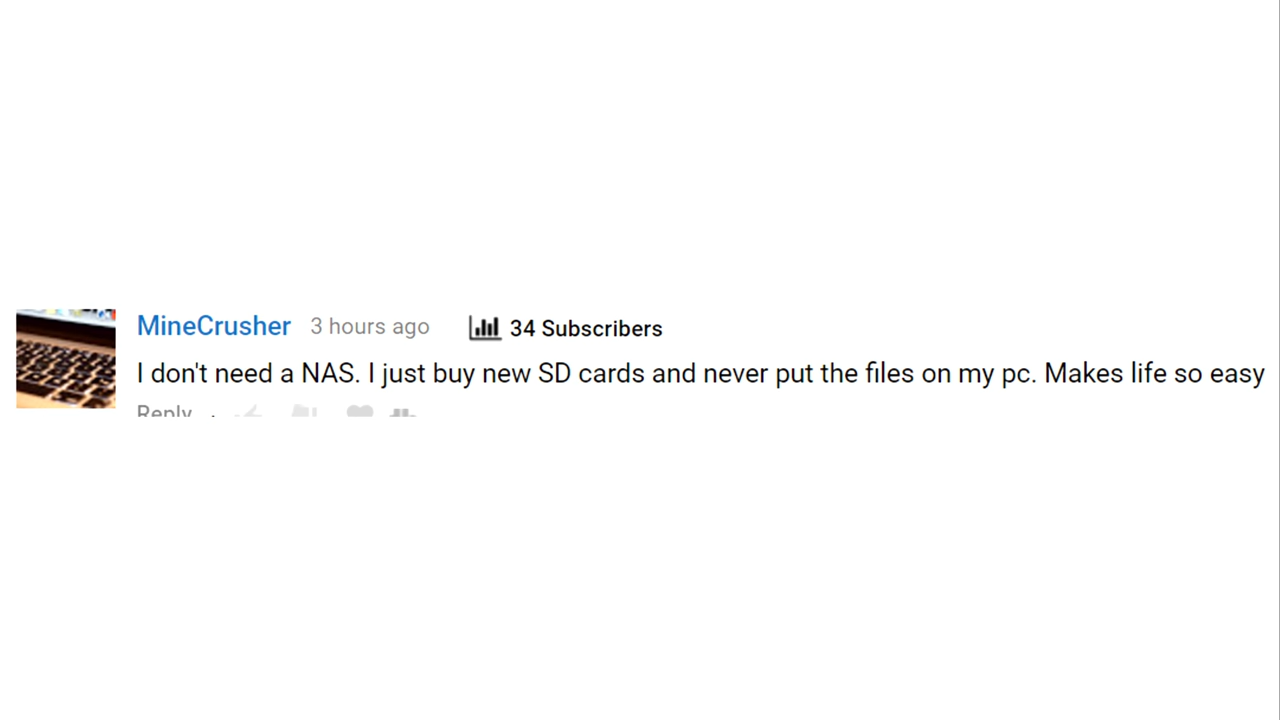 MineCrusher 3 hours ago 34 Subscribers
I don't need a NAS. I just buy new SD cards and never put the files on my pc. Makes life so easy
Reply